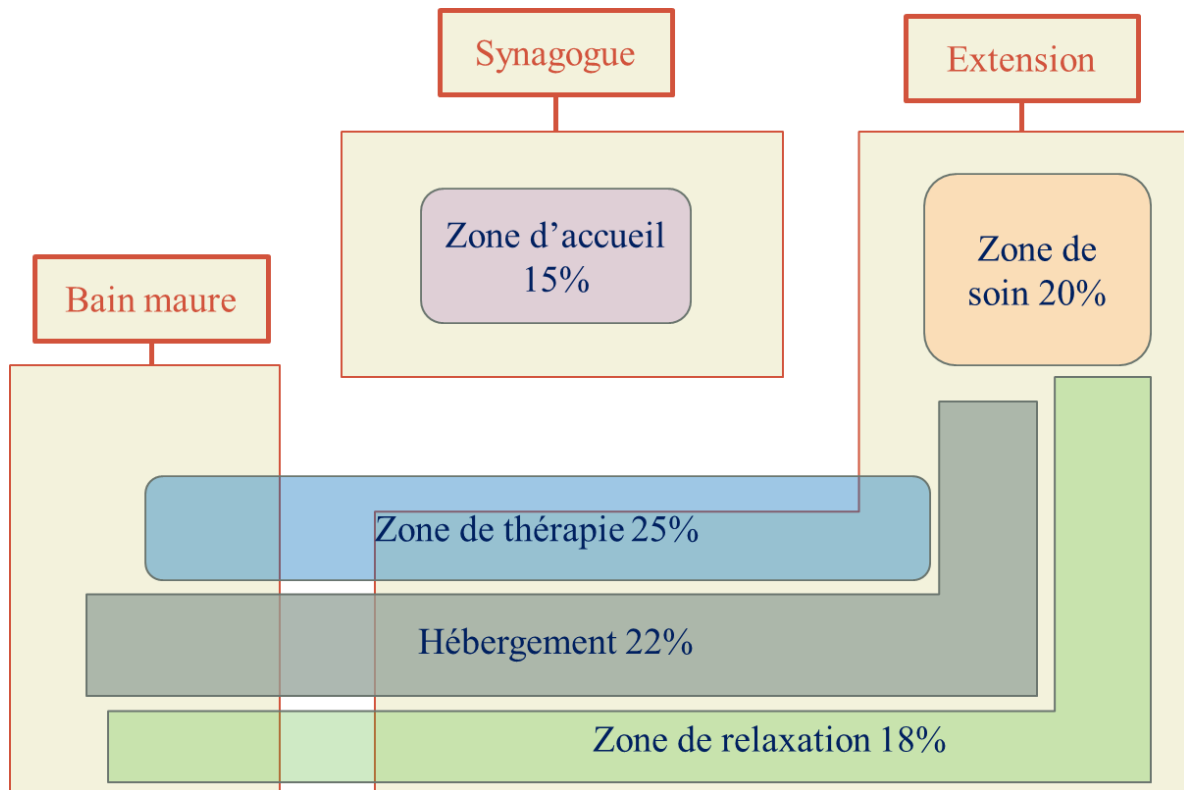 Synagogue
Extension
Zone d’accueil
15%
Zone de
soin 20%
Bain maure
Zone de thérapie 25%
Hébergement 22%
Zone de relaxation 18%